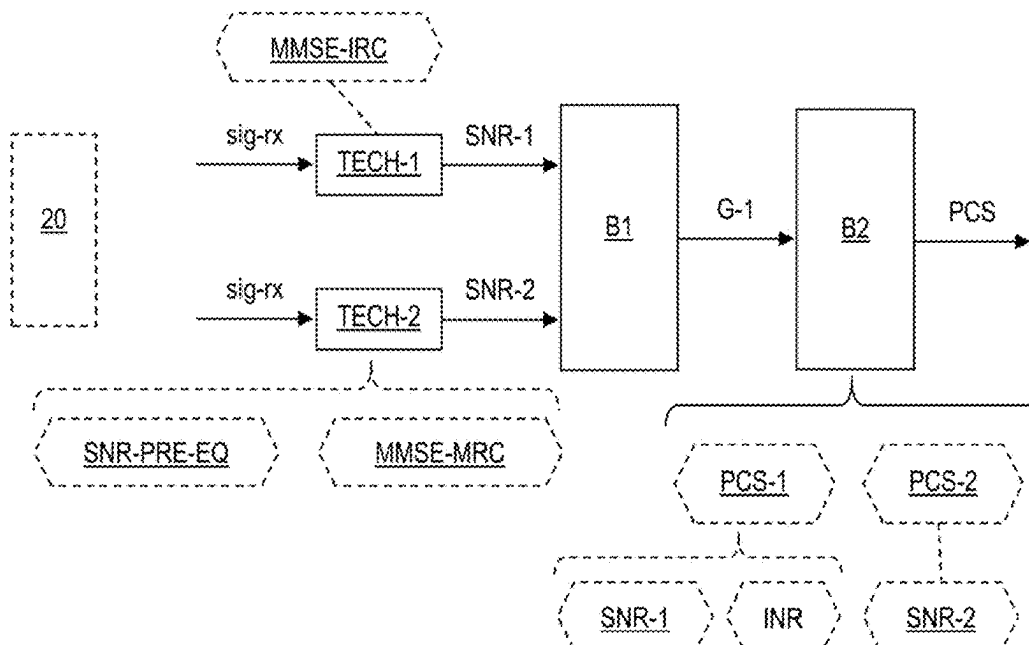 MMSE-IRC
sig-rx
TECH-1
SNR-1
20
B1
G-1
B2
PCS
sig-rx
TECH-2
SNR-2
SNR-PRE-EQ
MMSE-MRC
PCS-1
PCS-2
SNR-1
INR
SNR-2